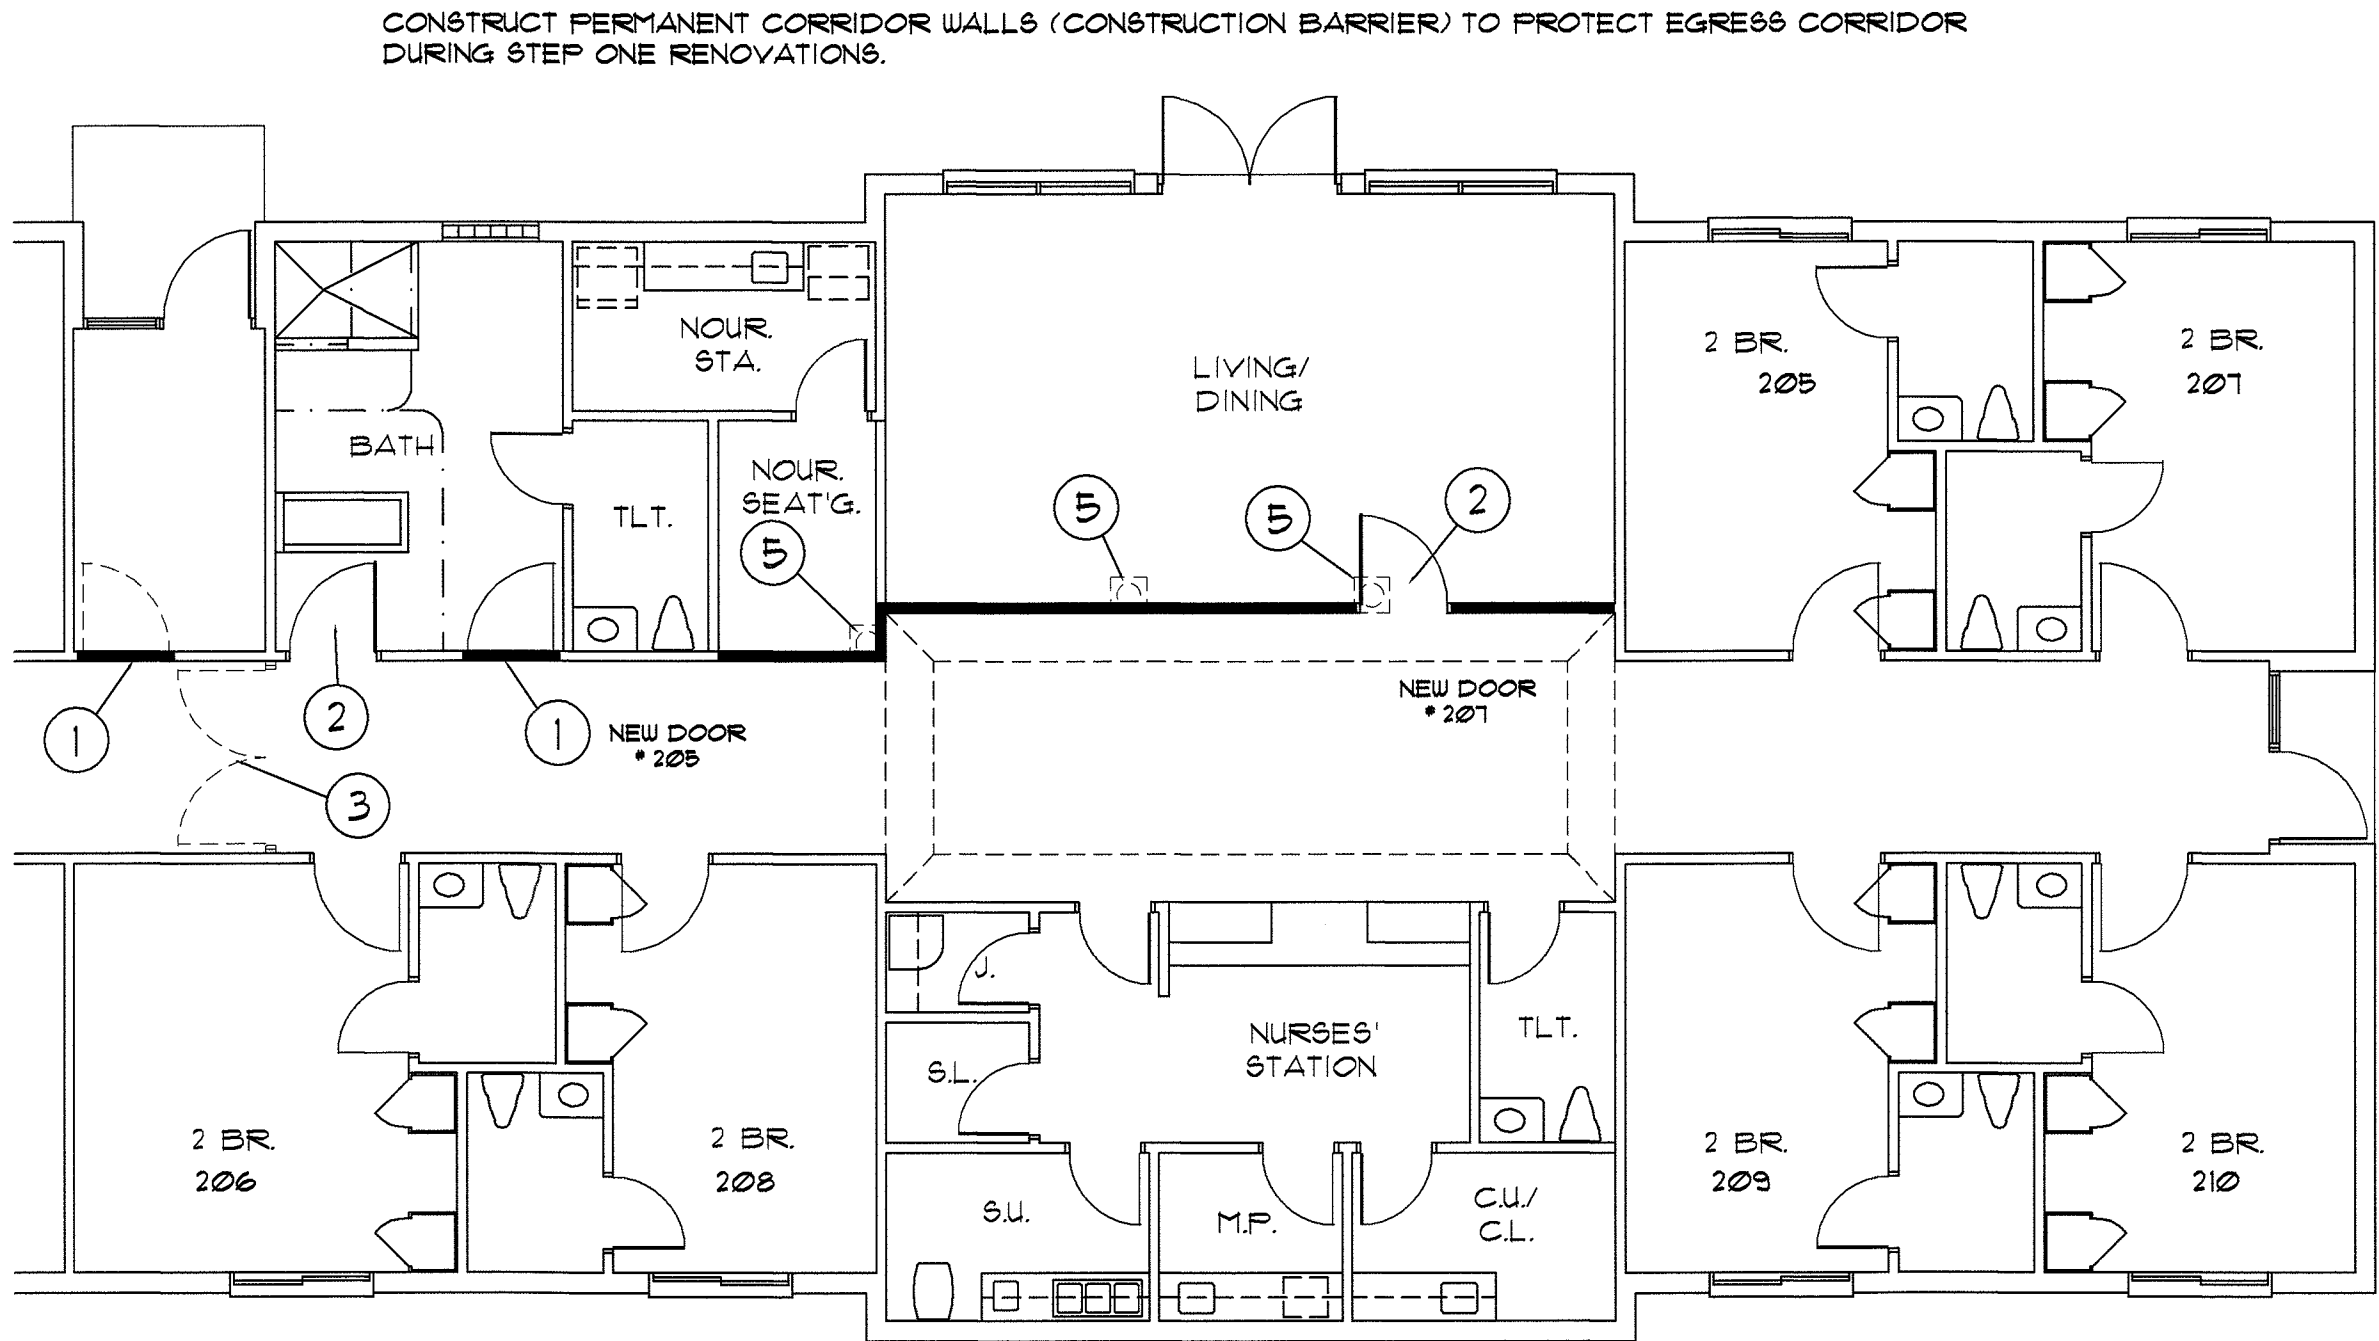 CONSTRUCT PERMANENT CORRIDOR WALLS (CONSTRUCTION BARRIER) TO PROTECT EGRESS CORRIDOR
DURING STEP ONE RENOVATIONS.
NOUR.
STA.
LIVING/
DINING
2 BR.
205
2 BR.
207
BATH
NOUR.
SEAT'G.
TLT.
5
5
5
2
1
2
1
3
NEW DOOR
# 205
NEW DOOR
# 207
J.
S.L.
NURSES'
STATION
TLT.
2 BR.
206
2 BR.
208
2 BR.
209
2 BR.
210
S.U.
M.P.
C.U./
C.L.